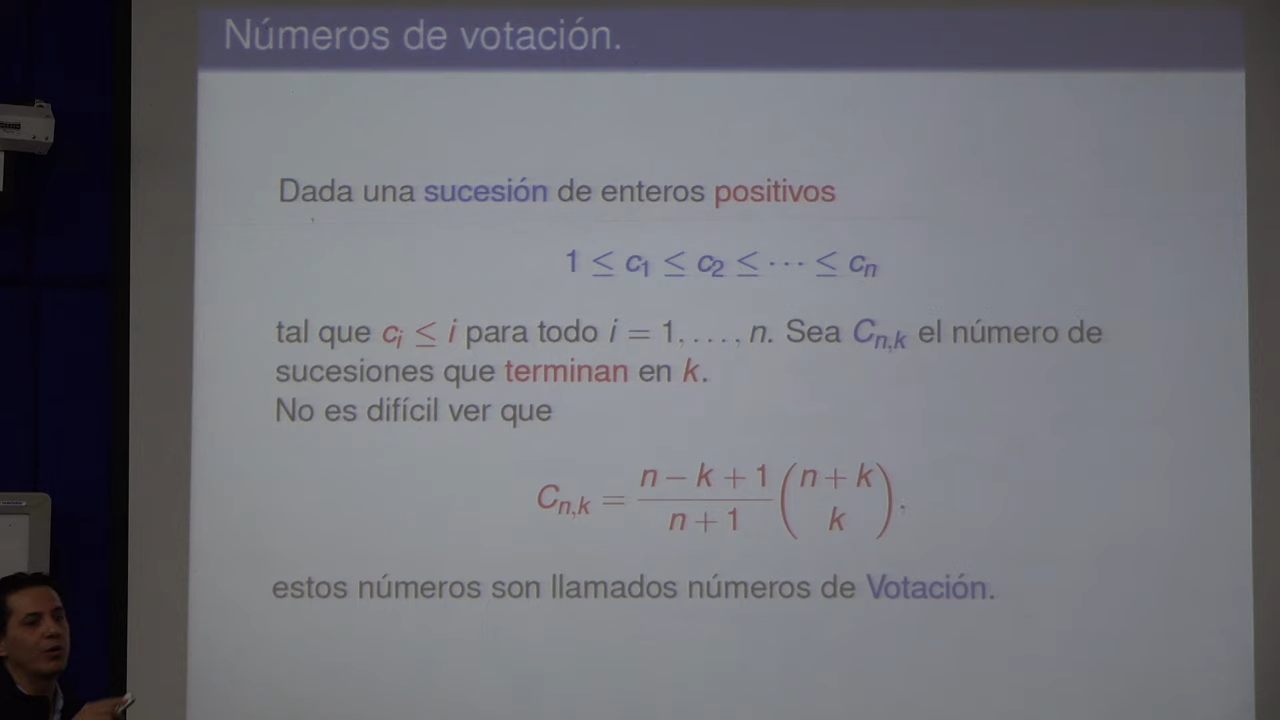 Números de votación.
Dada una sucesión de enteros positivos
1 ≤ c₁ ≤ c₂ ≤ ··· ≤ cₙ
tal que cᵢ ≤ i para todo i = 1, . . . , n. Sea Cₙ,ₖ el número de
sucesiones que terminan en k.
No es difícil ver que
Cₙ,ₖ = \frac{n − k + 1}{n + 1} \binom{n + k}{k}.
estos números son llamados números de Votación.